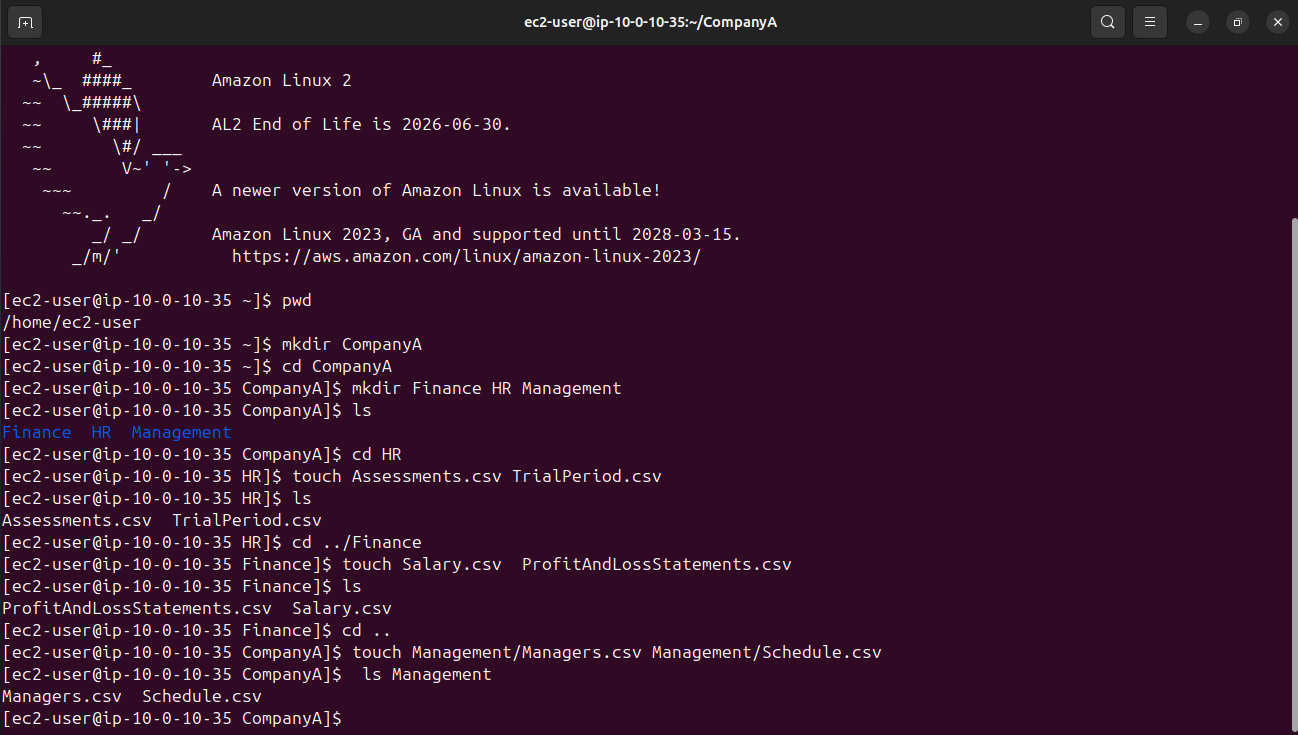 ec2-user@ip-10-0-10-35:~/CompanyA
   ,     #_
   ~\_  ####_        Amazon Linux 2
  ~~  \_#####\
  ~~     \###|       AL2 End of Life is 2026-06-30.
  ~~       \#/ ___
   ~~       V~' '->
    ~~~         /    A newer version of Amazon Linux is available!
      ~~._.   _/
         _/ _/       Amazon Linux 2023, GA and supported until 2028-03-15.
       _/m/'           https://aws.amazon.com/linux/amazon-linux-2023/
[ec2-user@ip-10-0-10-35 ~]$ pwd
/home/ec2-user
[ec2-user@ip-10-0-10-35 ~]$ mkdir CompanyA
[ec2-user@ip-10-0-10-35 ~]$ cd CompanyA
[ec2-user@ip-10-0-10-35 CompanyA]$ mkdir Finance HR Management
[ec2-user@ip-10-0-10-35 CompanyA]$ ls
Finance  HR  Management
[ec2-user@ip-10-0-10-35 CompanyA]$ cd HR
[ec2-user@ip-10-0-10-35 HR]$ touch Assessments.csv TrialPeriod.csv
[ec2-user@ip-10-0-10-35 HR]$ ls
Assessments.csv  TrialPeriod.csv
[ec2-user@ip-10-0-10-35 HR]$ cd ../Finance
[ec2-user@ip-10-0-10-35 Finance]$ touch Salary.csv  ProfitAndLossStatements.csv
[ec2-user@ip-10-0-10-35 Finance]$ ls
ProfitAndLossStatements.csv  Salary.csv
[ec2-user@ip-10-0-10-35 Finance]$ cd ..
[ec2-user@ip-10-0-10-35 CompanyA]$ touch Management/Managers.csv Management/Schedule.csv
[ec2-user@ip-10-0-10-35 CompanyA]$  ls Management
Managers.csv  Schedule.csv
[ec2-user@ip-10-0-10-35 CompanyA]$